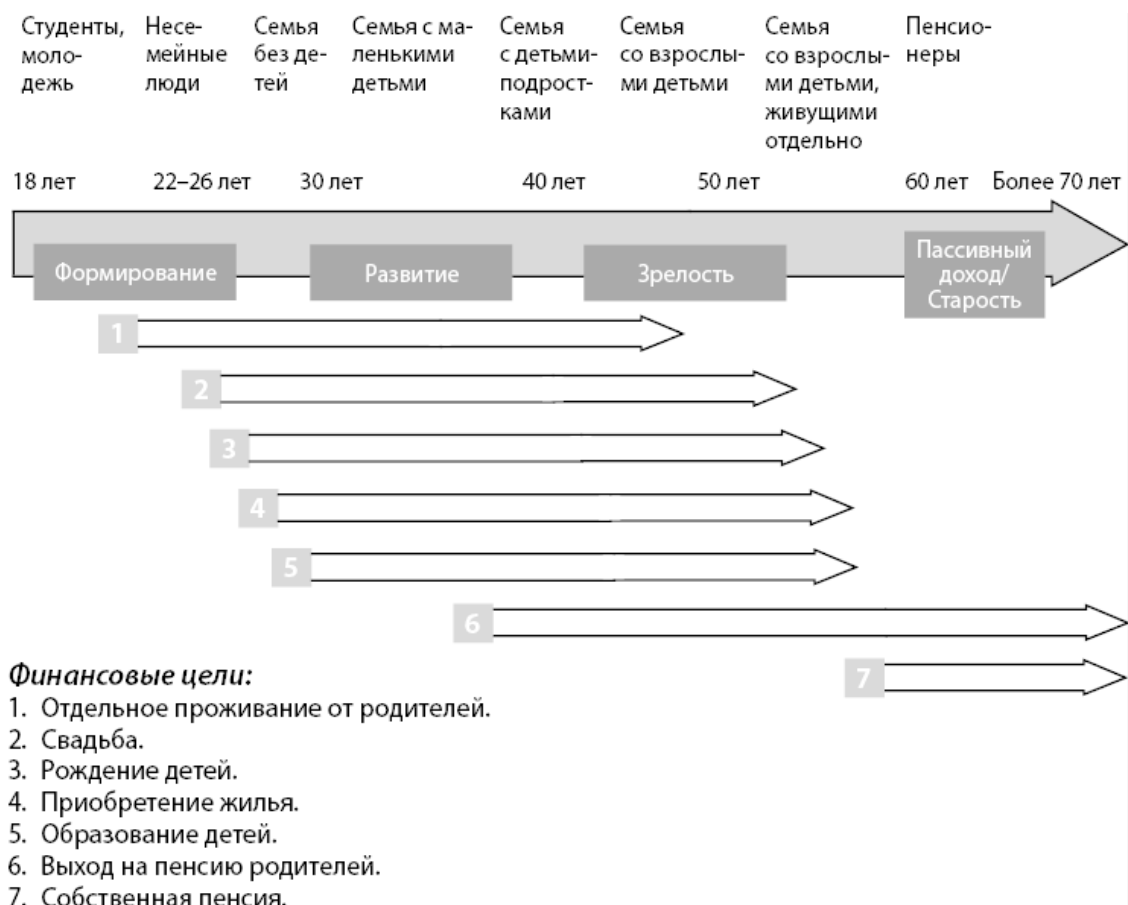 Студенты,
моло-
дежь
Несе-
мейные
люди
Семья
без де-
тей
Семья с ма-
ленькими
детьми
Семья
с детьми-
подрост-
ками
Семья
со взрослы-
ми детьми
Семья
со взрослы-
ми детьми,
живущими
отдельно
Пенсио-
неры
18 лет
22–26 лет
30 лет
40 лет
50 лет
60 лет
Более 70 лет
Формирование
Развитие
Зрелость
Пассивный
доход/
Старость
1
2
3
4
5
6
7
Финансовые цели:
1. Отдельное проживание от родителей.
2. Свадьба.
3. Рождение детей.
4. Приобретение жилья.
5. Образование детей.
6. Выход на пенсию родителей.
7. Собственная пенсия.